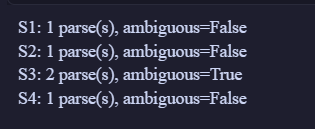 S1: 1 parse(s), ambiguous=False
S2: 1 parse(s), ambiguous=False
S3: 2 parse(s), ambiguous=True
S4: 1 parse(s), ambiguous=False